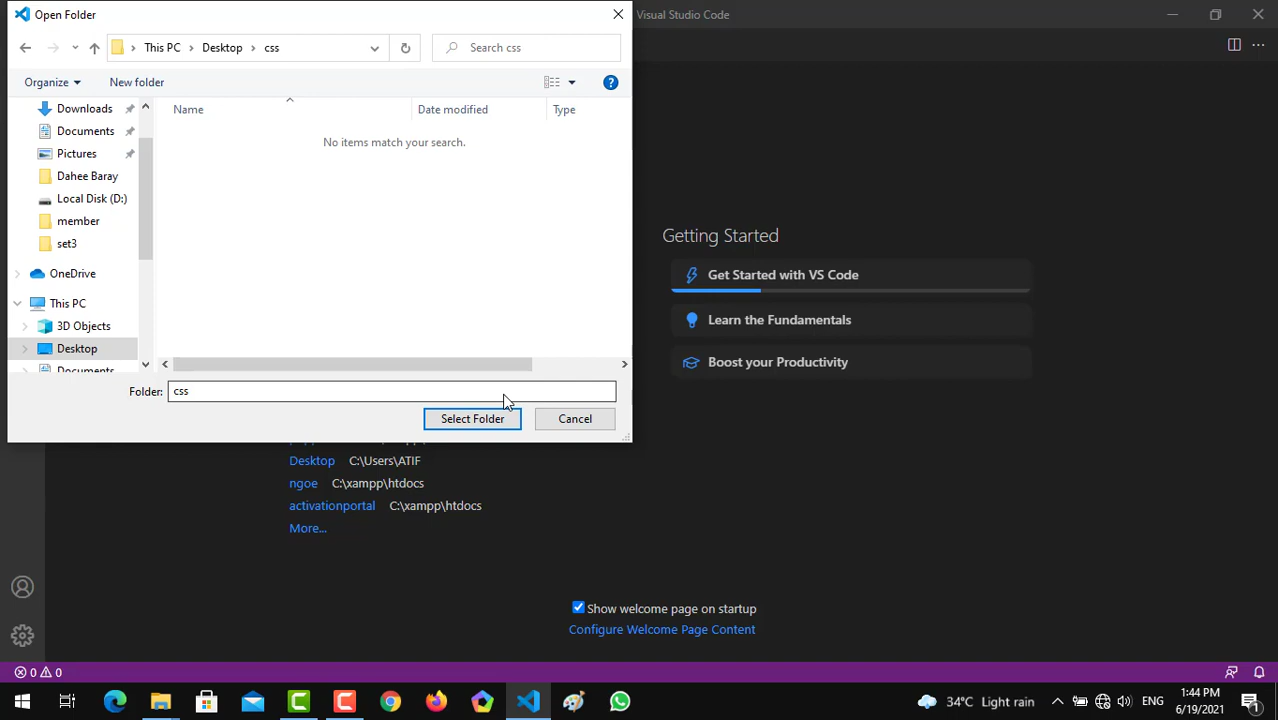 Open Folder
Visual Studio Code
This PC
Desktop
css
Search css
Organize
New folder
?
Name
Date modified
Type
No items match your search.
Downloads
Documents
Pictures
Dahee Baray
Local Disk (D:)
member
set3
OneDrive
This PC
3D Objects
Desktop
Documents
Folder: css
Select Folder
Cancel
Getting Started
Get Started with VS Code
Learn the Fundamentals
Boost your Productivity
Desktop C:\Users\ATIF
ngoe C:\xampp\htdocs
activationportal C:\xampp\htdocs
More...
Show welcome page on startup
Configure Welcome Page Content
0 0
34°C Light rain
ENG
1:44 PM
6/19/2021
1